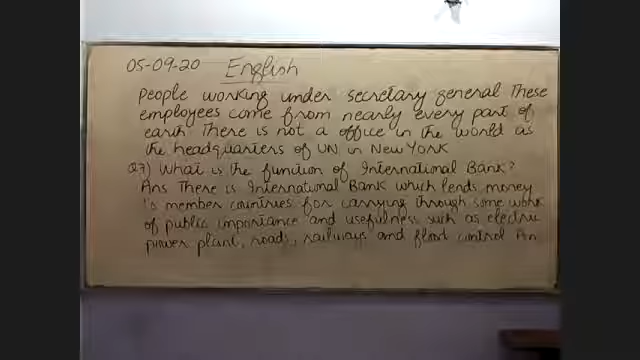 05-09-20 English
People working under secretary general These
employees come from nearly every part of
earth There is not a office in the world as
the headquarters of UN in New York
Q7) What is the function of International Bank?
Ans There is International Bank which lends money
to member countries for carrying through some work
of public importance and usefulness such as electric
power plant, roads, railways and flood control An